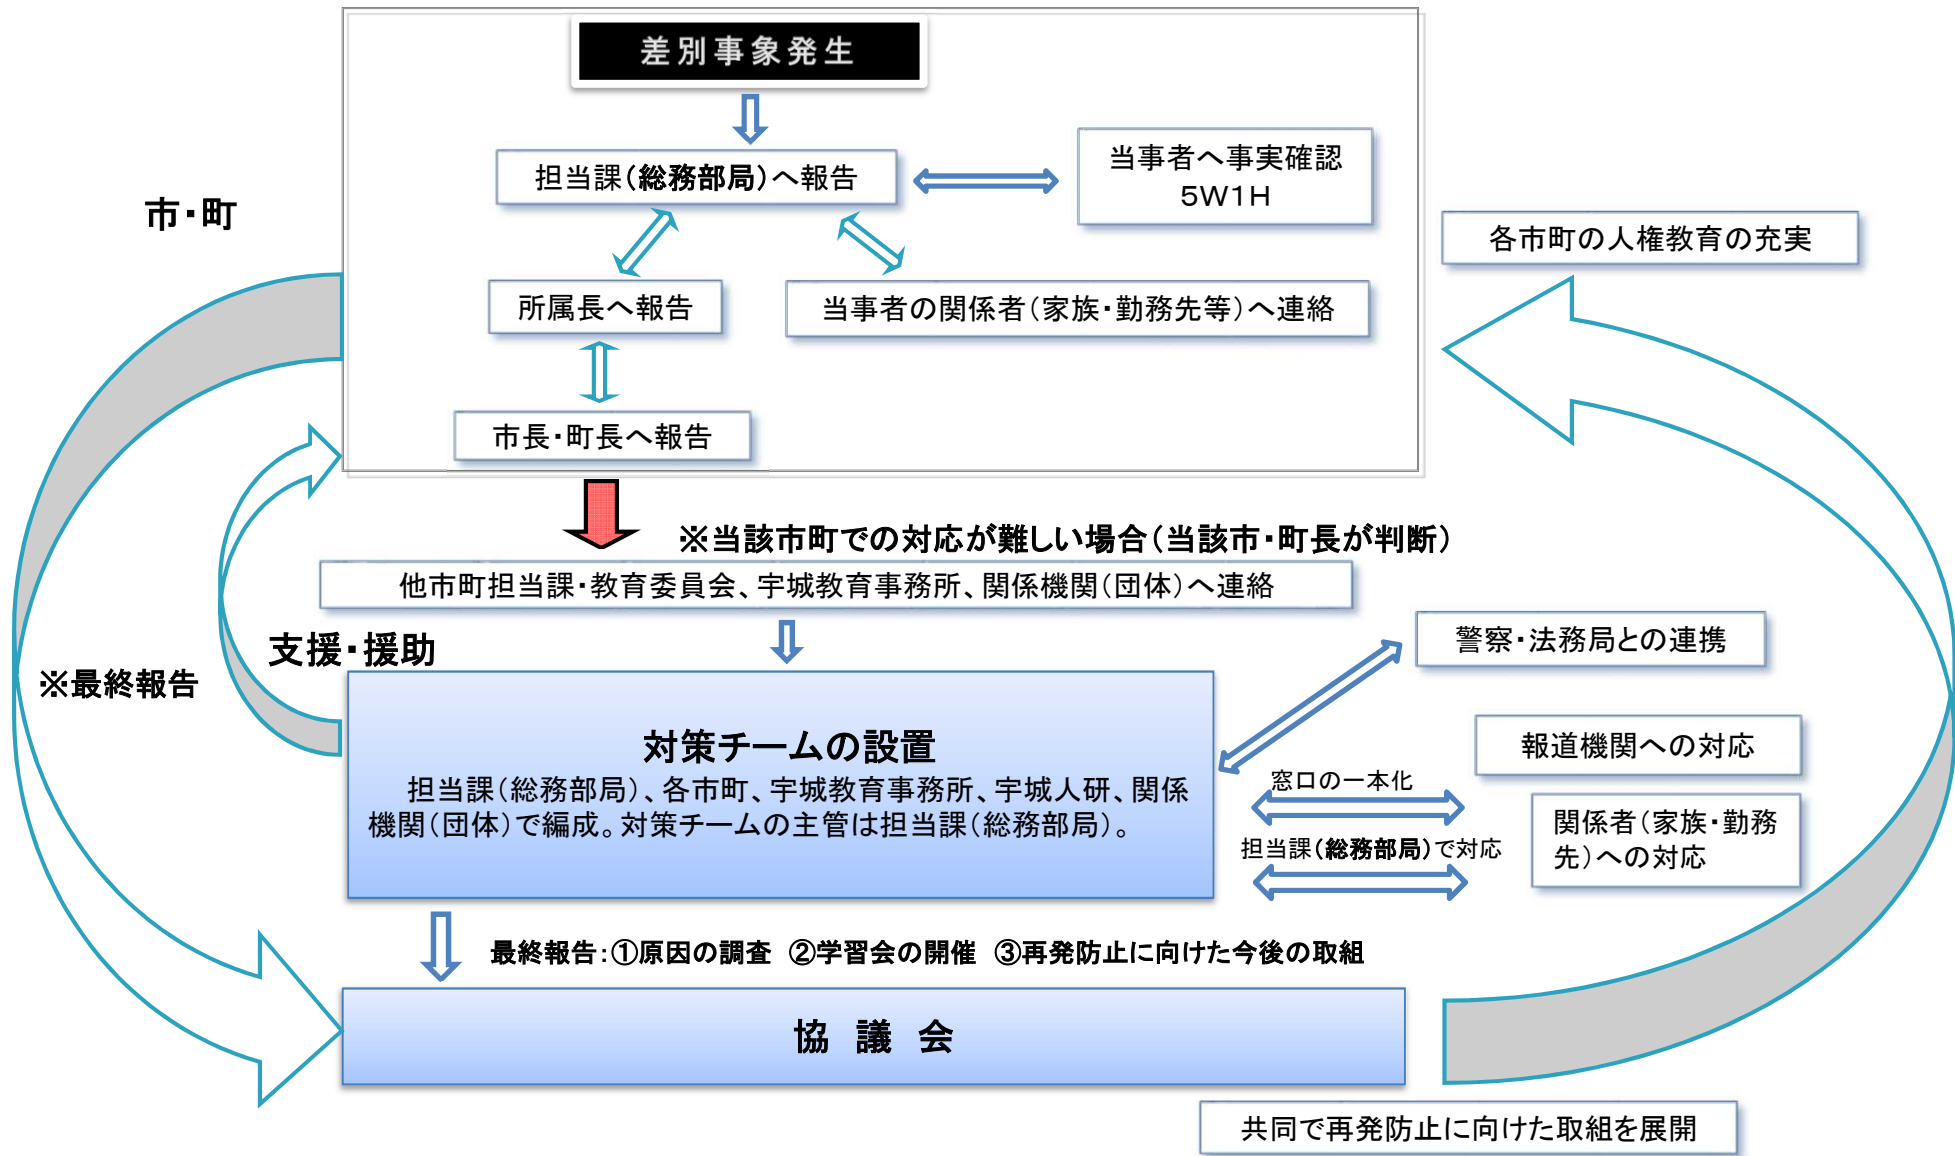 差別事象発生
担当課(総務部局)へ報告
当事者へ事実確認
5W1H
市・町
各市町の人権教育の充実
所属長へ報告
当事者の関係者(家族・勤務先等)へ連絡
市長・町長へ報告
※当該市町での対応が難しい場合(当該市・町長が判断)
他市町担当課・教育委員会、宇城教育事務所、関係機関(団体)へ連絡
支援・援助
※最終報告
警察・法務局との連携
対策チームの設置
担当課(総務部局)、各市町、宇城教育事務所、宇城人研、関係
機関(団体)で編成。対策チームの主管は担当課(総務部局)。
報道機関への対応
窓口の一本化
関係者(家族・勤務
先)への対応
担当課(総務部局)で対応
最終報告:①原因の調査 ②学習会の開催 ③再発防止に向けた今後の取組
協 議 会
共同で再発防止に向けた取組を展開